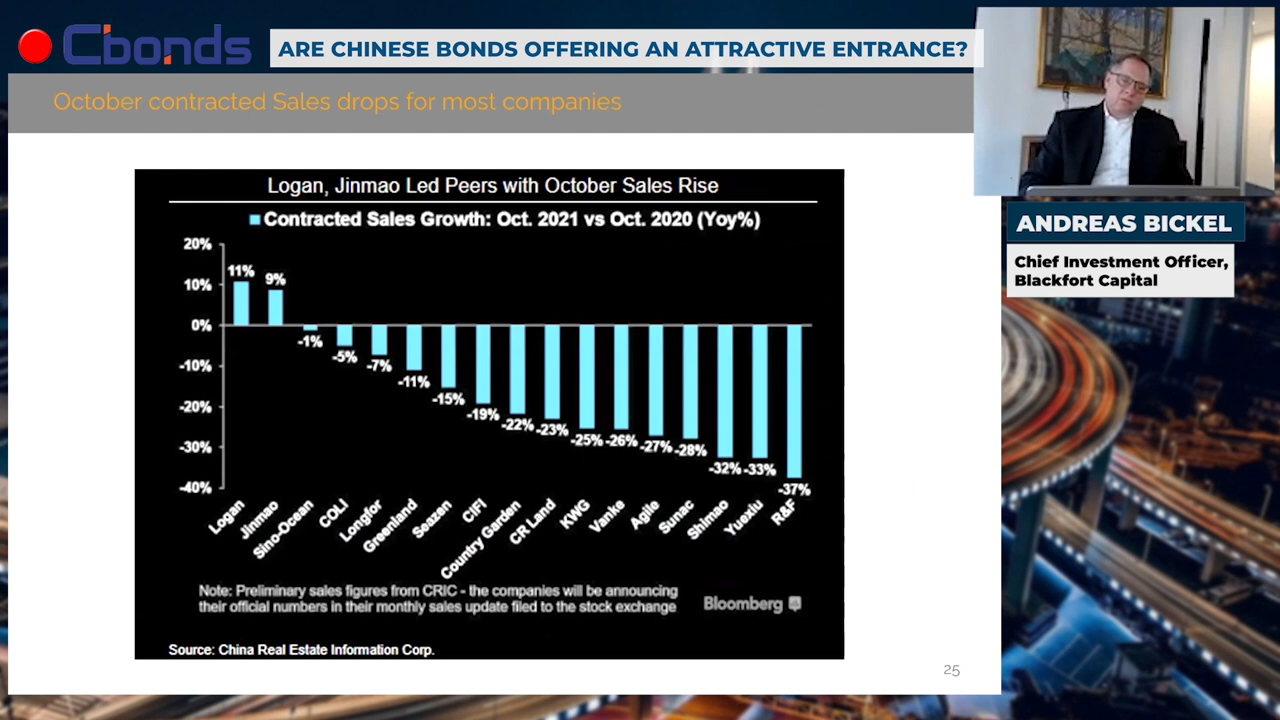 Cbonds
ARE CHINESE BONDS OFFERING AN ATTRACTIVE ENTRANCE?
October contracted Sales drops for most companies
ANDREAS BICKEL
Chief Investment Officer,
Blackfort Capital
Logan, Jinmao Led Peers with October Sales Rise
Contracted Sales Growth: Oct. 2021 vs Oct. 2020 (Yoy%)
20%
10%
0%
-10%
-20%
-30%
-40%
11%
9%
-1%
-5%
-7%
-11%
-15%
-19%
-22%
-23%
-25%
-26%
-27%
-28%
-32%
-33%
-37%
Logan
Jinmao
Sino-Ocean
COLI
Longfor
Greenland
Seazen
CIFI
Country Garden
CR Land
KWG
Vanke
Agile
Sunac
Shimao
Yuexiu
R&F
Note: Preliminary sales figures from CRIC - the companies will be announcing
their official numbers in their monthly sales update filed to the stock exchange
Bloomberg
Source: China Real Estate Information Corp.
25